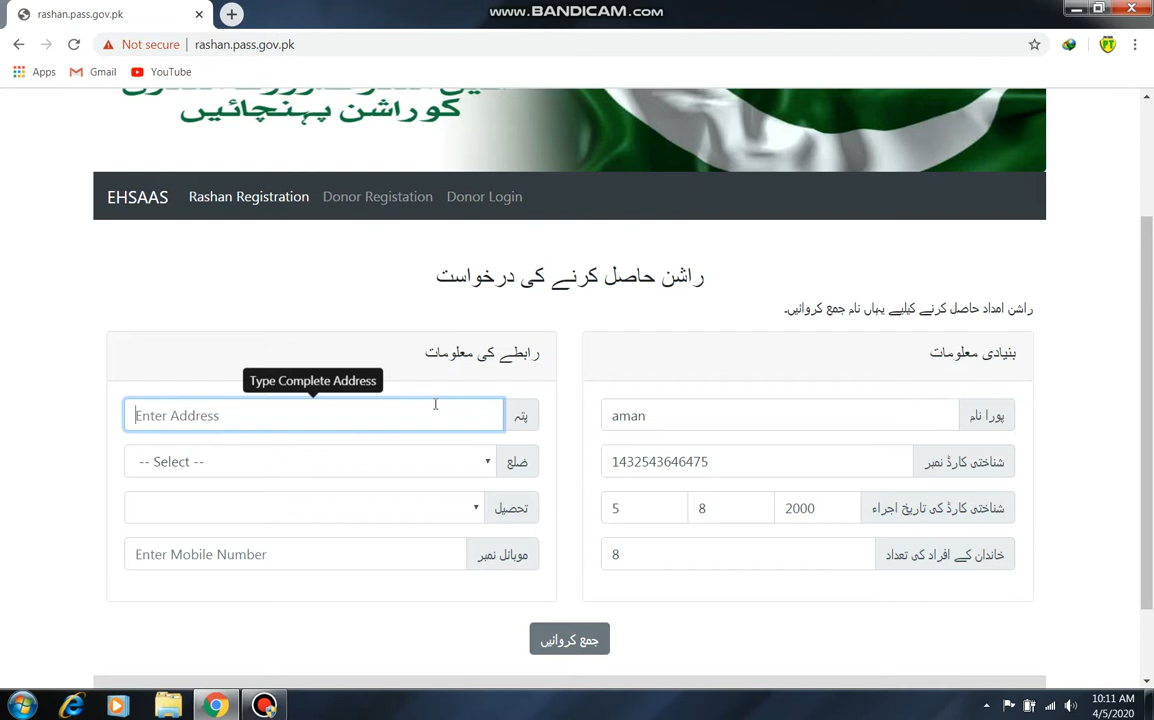 rashan.pass.gov.pk
www.BANDICAM.com
Not secure
rashan.pass.gov.pk
Apps
Gmail
YouTube
کو راشن پہنچائیں
EHSAAS
Rashan Registration
Donor Registation
Donor Login
راشن حاصل کرنے کی درخواست
راشن امداد حاصل کرنے کیلیے یہاں نام جمع کروائیں۔
بنیادی معلومات
پورا نام
aman
شناختی کارڈ نمبر
1432543646475
شناختی کارڈ کی تاریخ اجراء
5 8 2000
خاندان کے افراد کی تعداد
8
رابطے کی معلومات
Type Complete Address
پتہ
Enter Address
ضلع
-- Select --
تحصیل
موبائل نمبر
Enter Mobile Number
جمع کروائیں
10:11 AM
4/5/2020